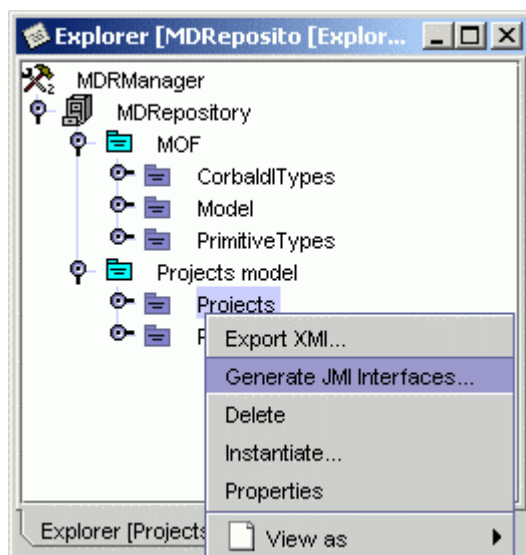 Explorer [MDReposito [Explor...
MDRManager
MDRepository
MOF
CorbaIdlTypes
Model
PrimitiveTypes
Projects model
Projects
Export XMI...
Generate JMI Interfaces...
Delete
Instantiate...
Properties
Explorer [Projects
View as